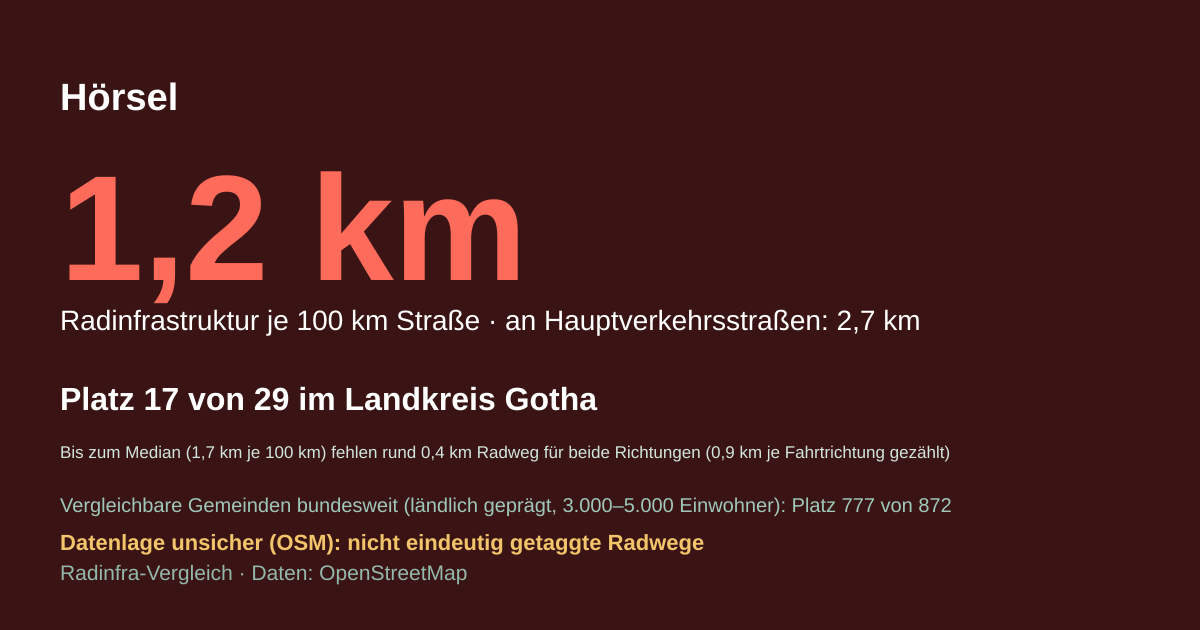 Hörsel
1,2 km
Radinfrastruktur je 100 km Straße · an Hauptverkehrsstraßen: 2,7 km
Platz 17 von 29 im Landkreis Gotha
Bis zum Median (1,7 km je 100 km) fehlen rund 0,4 km Radweg für beide Richtungen (0,9 km je Fahrtrichtung gezählt)
Vergleichbare Gemeinden bundesweit (ländlich geprägt, 3.000–5.000 Einwohner): Platz 777 von 872
Datenlage unsicher (OSM): nicht eindeutig getaggte Radwege
Radinfra-Vergleich · Daten: OpenStreetMap